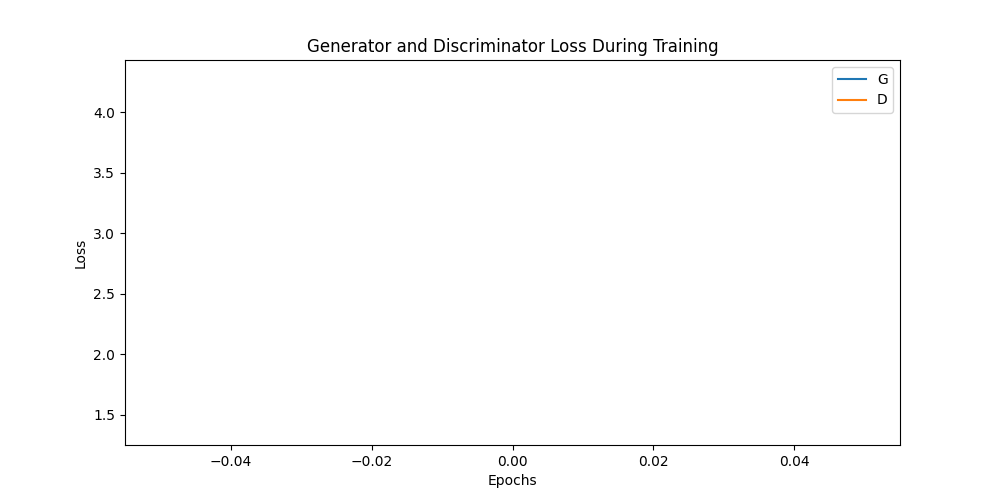 Generator and Discriminator Loss During Training
G
D
4.0
3.5
3.0
2.5
2.0
1.5
Loss
−0.04 −0.02 0.00 0.02 0.04
Epochs